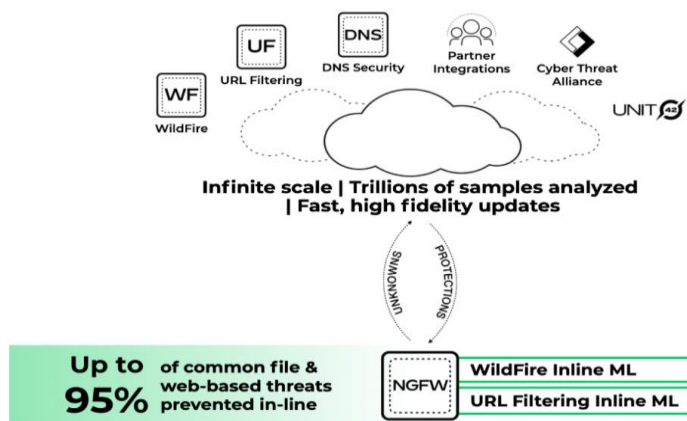 UF
URL Filtering
DNS
DNS Security
Partner
Integrations
Cyber Threat
Alliance
WF
WildFire
UNIT 42
Infinite scale | Trillions of samples analyzed
| Fast, high fidelity updates
UNKNOWNS
PROTECTIONS
Up to
95%
of common file &
web-based threats
prevented in-line
NGFW
WildFire Inline ML
URL Filtering Inline ML